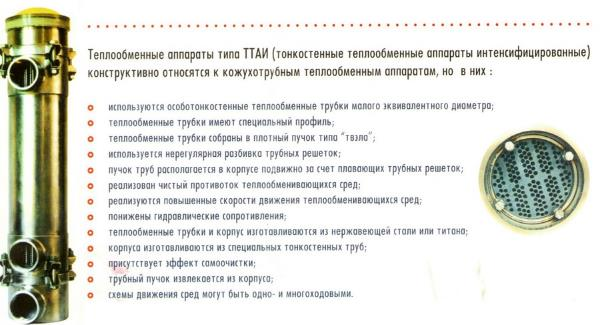 Теплообменные аппараты типа ТТАИ (тонкостенные теплообменные аппараты интенсифицированные)
конструктивно относятся к кожухотрубным теплообменным аппаратам, но в них :
используются особотонкостенные теплообменные трубки малого эквивалентного диаметра;
теплообменные трубки имеют специальный профиль;
теплообменные трубки собраны в плотный пучок типа "твэла";
используется нерегулярная разбивка трубных решеток;
пучок труб располагается в корпусе подвижно за счет плавающих трубных решеток;
реализован чистый противоток теплообменивающихся сред;
реализуются повышенные скорости движения теплообменивающихся сред;
понижены гидравлические сопротивления;
теплообменные трубки и корпус изготавливаются из нержавеющей стали или титана;
корпуса изготавливаются из специальных тонкостенных труб;
присутствует эффект самоочистки;
трубный пучок извлекается из корпуса;
схемы движения сред могут быть одно- и многоходовыми.